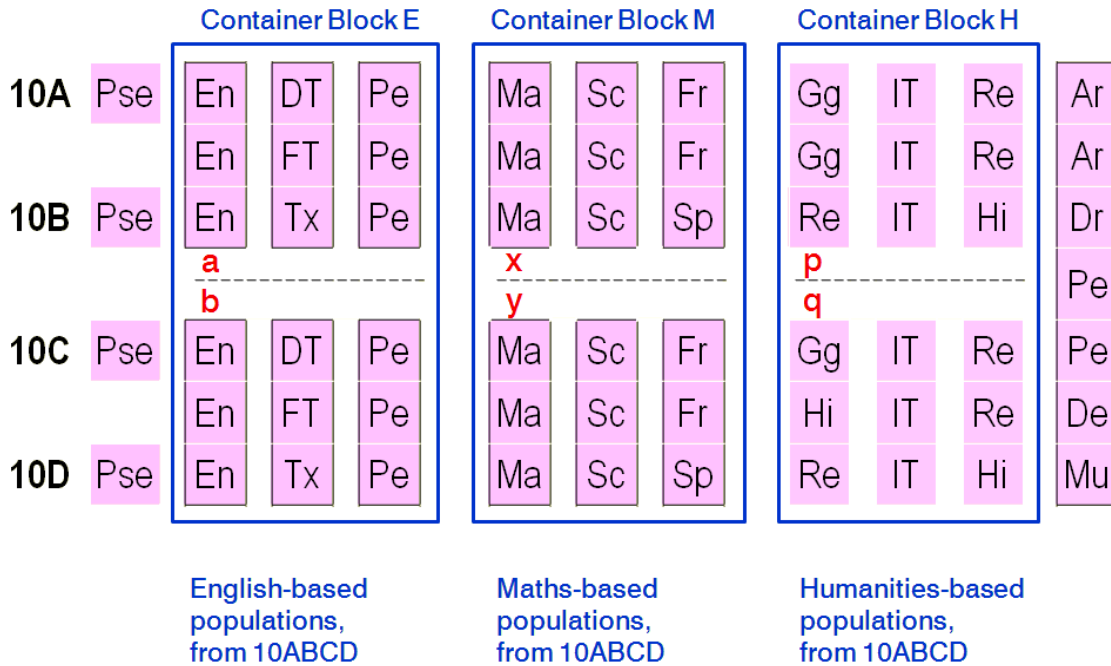 Container Block E Container Block M Container Block H
10A Pse En DT Pe Ma Sc Fr Gg IT Re Ar
En FT Pe Ma Sc Fr Gg IT Re Ar
10B Pse En Tx Pe Ma Sc Sp Re IT Hi Dr
a x p
Pe
b y q
10C Pse En DT Pe Ma Sc Fr Gg IT Re Pe
En FT Pe Ma Sc Fr Hi IT Re De
10D Pse En Tx Pe Ma Sc Sp Re IT Hi Mu
English-based Maths-based Humanities-based
populations, populations, populations,
from 10ABCD from 10ABCD from 10ABCD